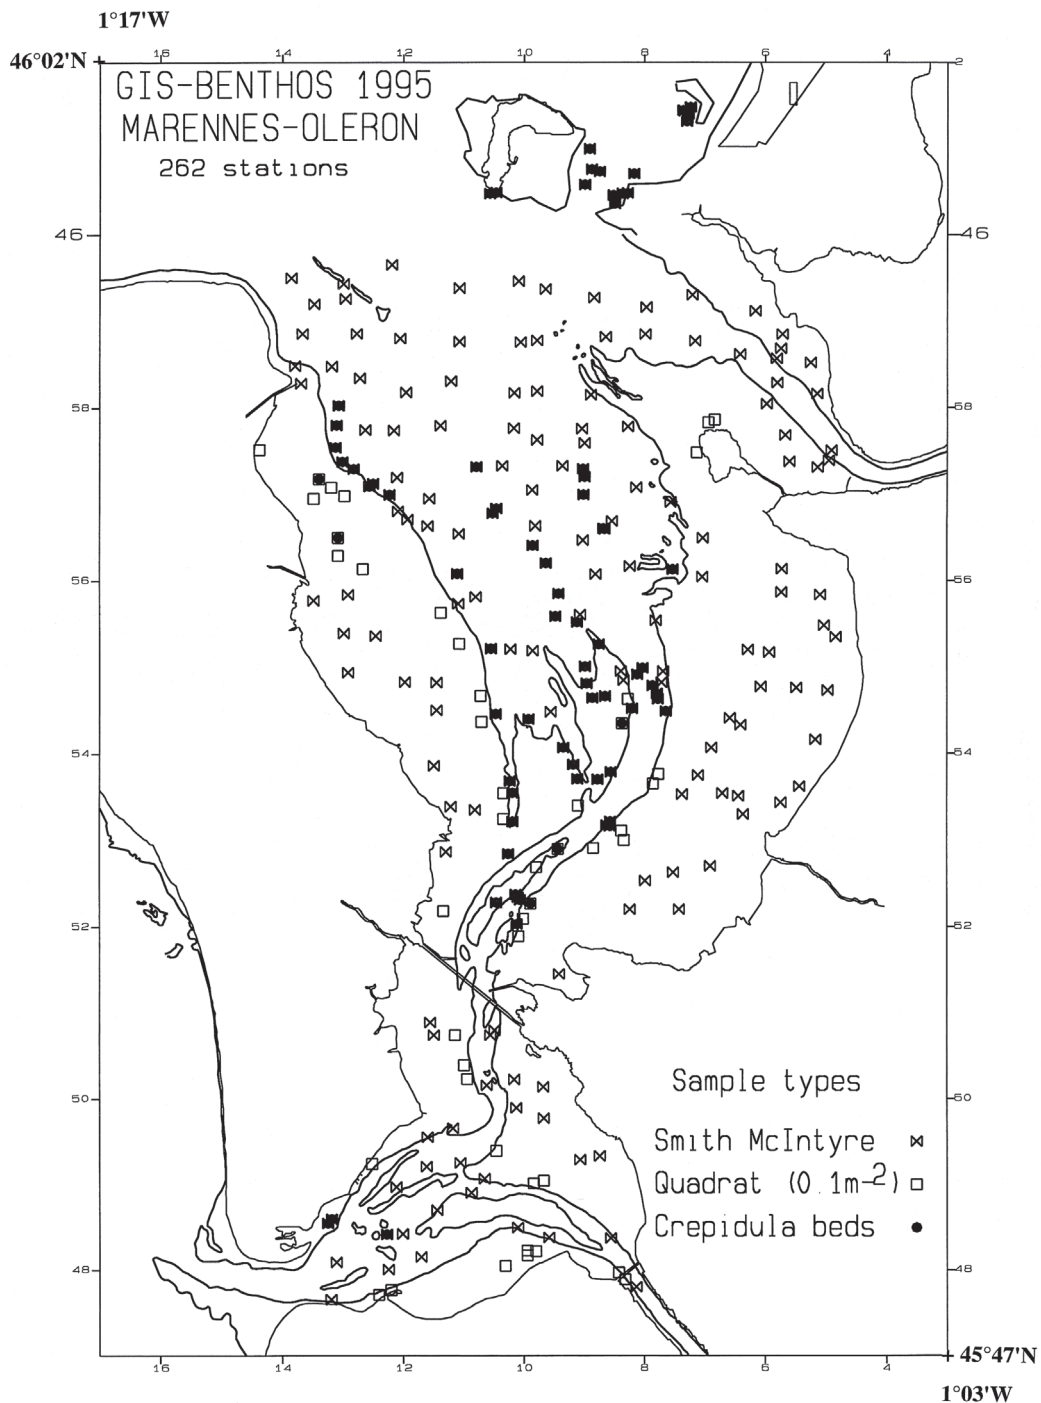 1°17'W
46°02'N
16 14 12 10 8 6 4
2
GIS-BENTHOS 1995
MARENNES-OLERON
262 stations
46 46
58 58
56 56
54 54
52 52
50 50
48 48
Sample types
Smith McIntyre
Quadrat (0.1m-2)
Crepidula beds
16 14 12 10 8 6 4
45°47'N
1°03'W